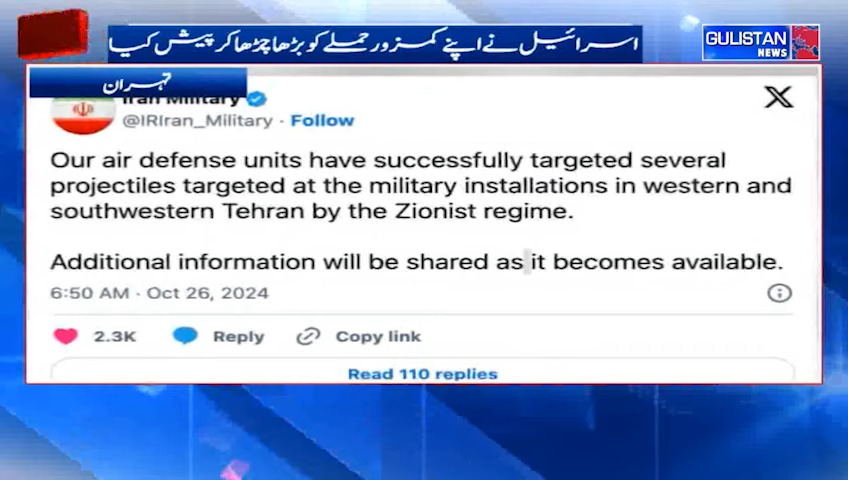 اسرائیل نے اپنے کمزور حملے کو بڑھا چڑھا کر پیش کیا
GULISTAN
NEWS
تہران
Iran Military
@IRIran_Military · Follow
X
Our air defense units have successfully targeted several
projectiles targeted at the military installations in western and
southwestern Tehran by the Zionist regime.
Additional information will be shared as it becomes available.
6:50 AM · Oct 26, 2024
2.3K Reply Copy link
Read 110 replies